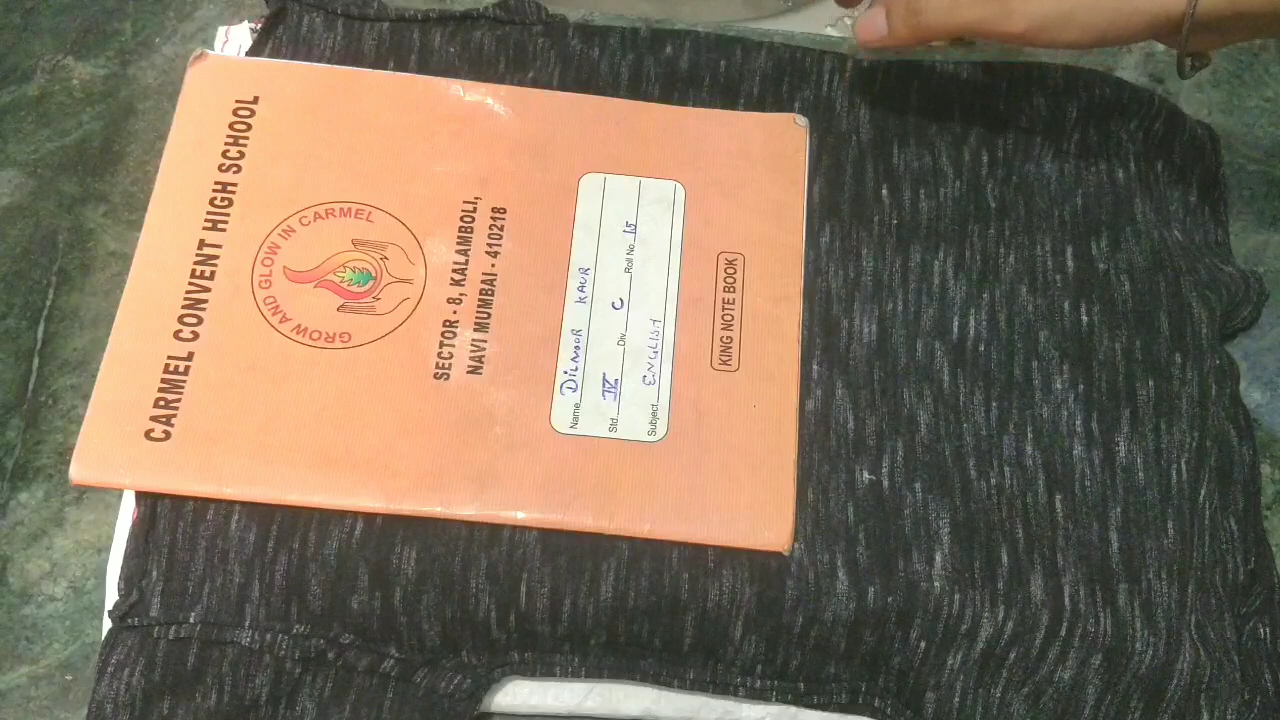 CARMEL CONVENT HIGH SCHOOL
GROW AND GLOW IN CARMEL
SECTOR - 8, KALAMBOLI,
NAVI MUMBAI - 410218
Name DILNOOR KAUR
Std. IV Div. C Roll No. 15
Subject ENGLISH
KING NOTE BOOK